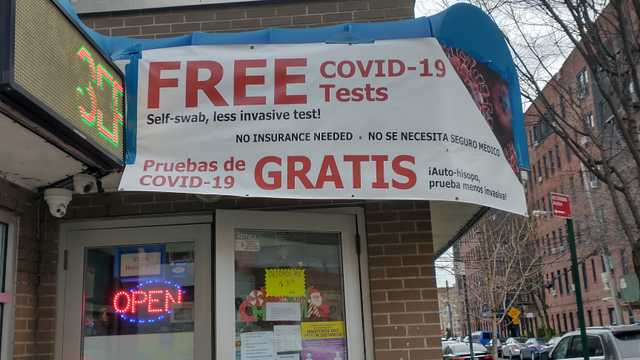 FREE COVID-19
Tests
Self-swab, less invasive test!
NO INSURANCE NEEDED - NO SE NECESITA SEGURO MÉDICO
Pruebas de
COVID-19
GRATIS
¡Auto-hisopo,
prueba menos invasiva!
OPEN